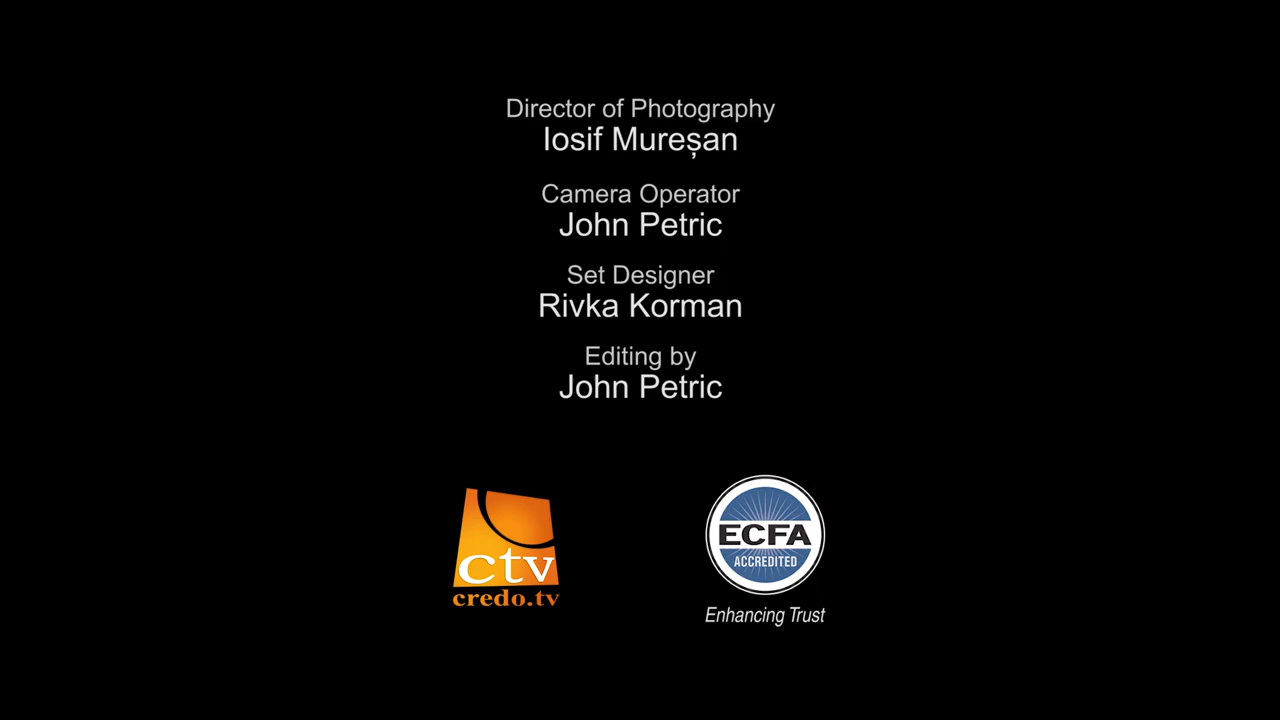 Director of Photography
Iosif Mureșan
Camera Operator
John Petric
Set Designer
Rivka Korman
Editing by
John Petric
ctv
credo.tv
ECFA
ACCREDITED
Enhancing Trust